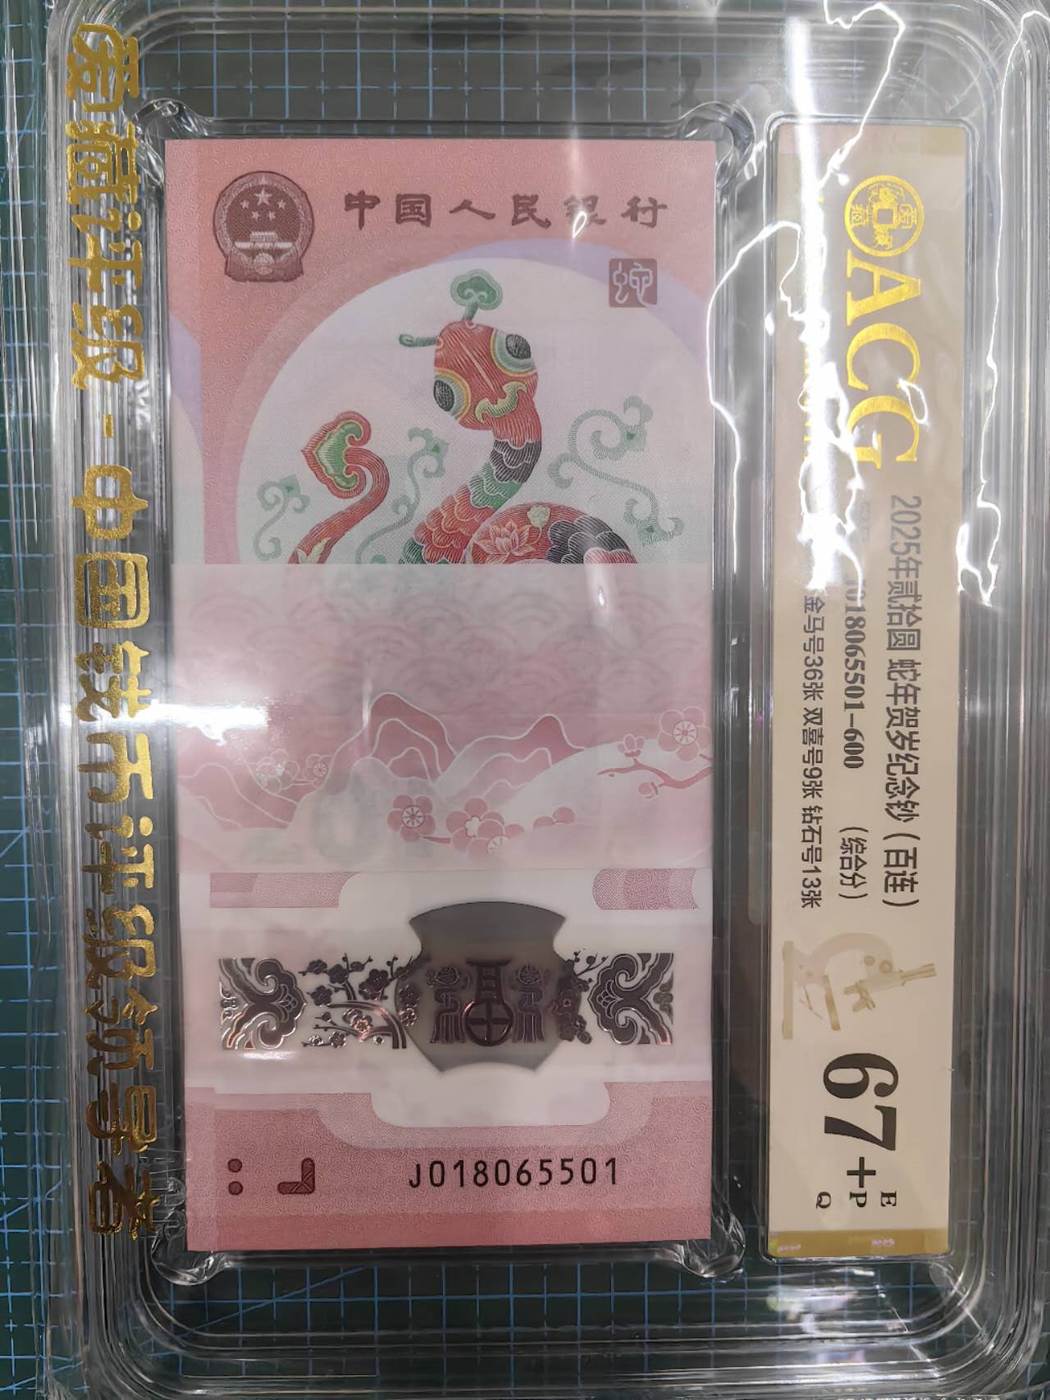 爱藏评级-中国钱币评级领导者
中国人民银行
蛇
J018065501
ACG
2025年贰拾圆 蛇年贺岁纪念钞（百连）
018065501-600
（综合分）
金马号36张 双喜号9张 钻石号13张
67+
E
P
Q